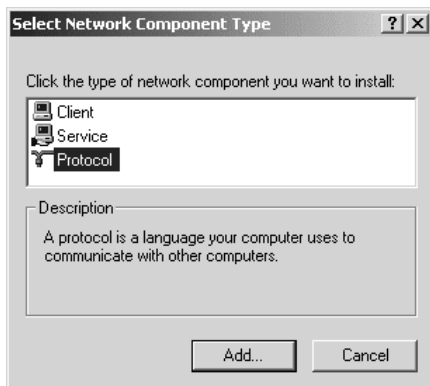 Select Network Component Type
Click the type of network component you want to install:
Client
Service
Protocol
Description
A protocol is a language your computer uses to
communicate with other computers.
Add... Cancel